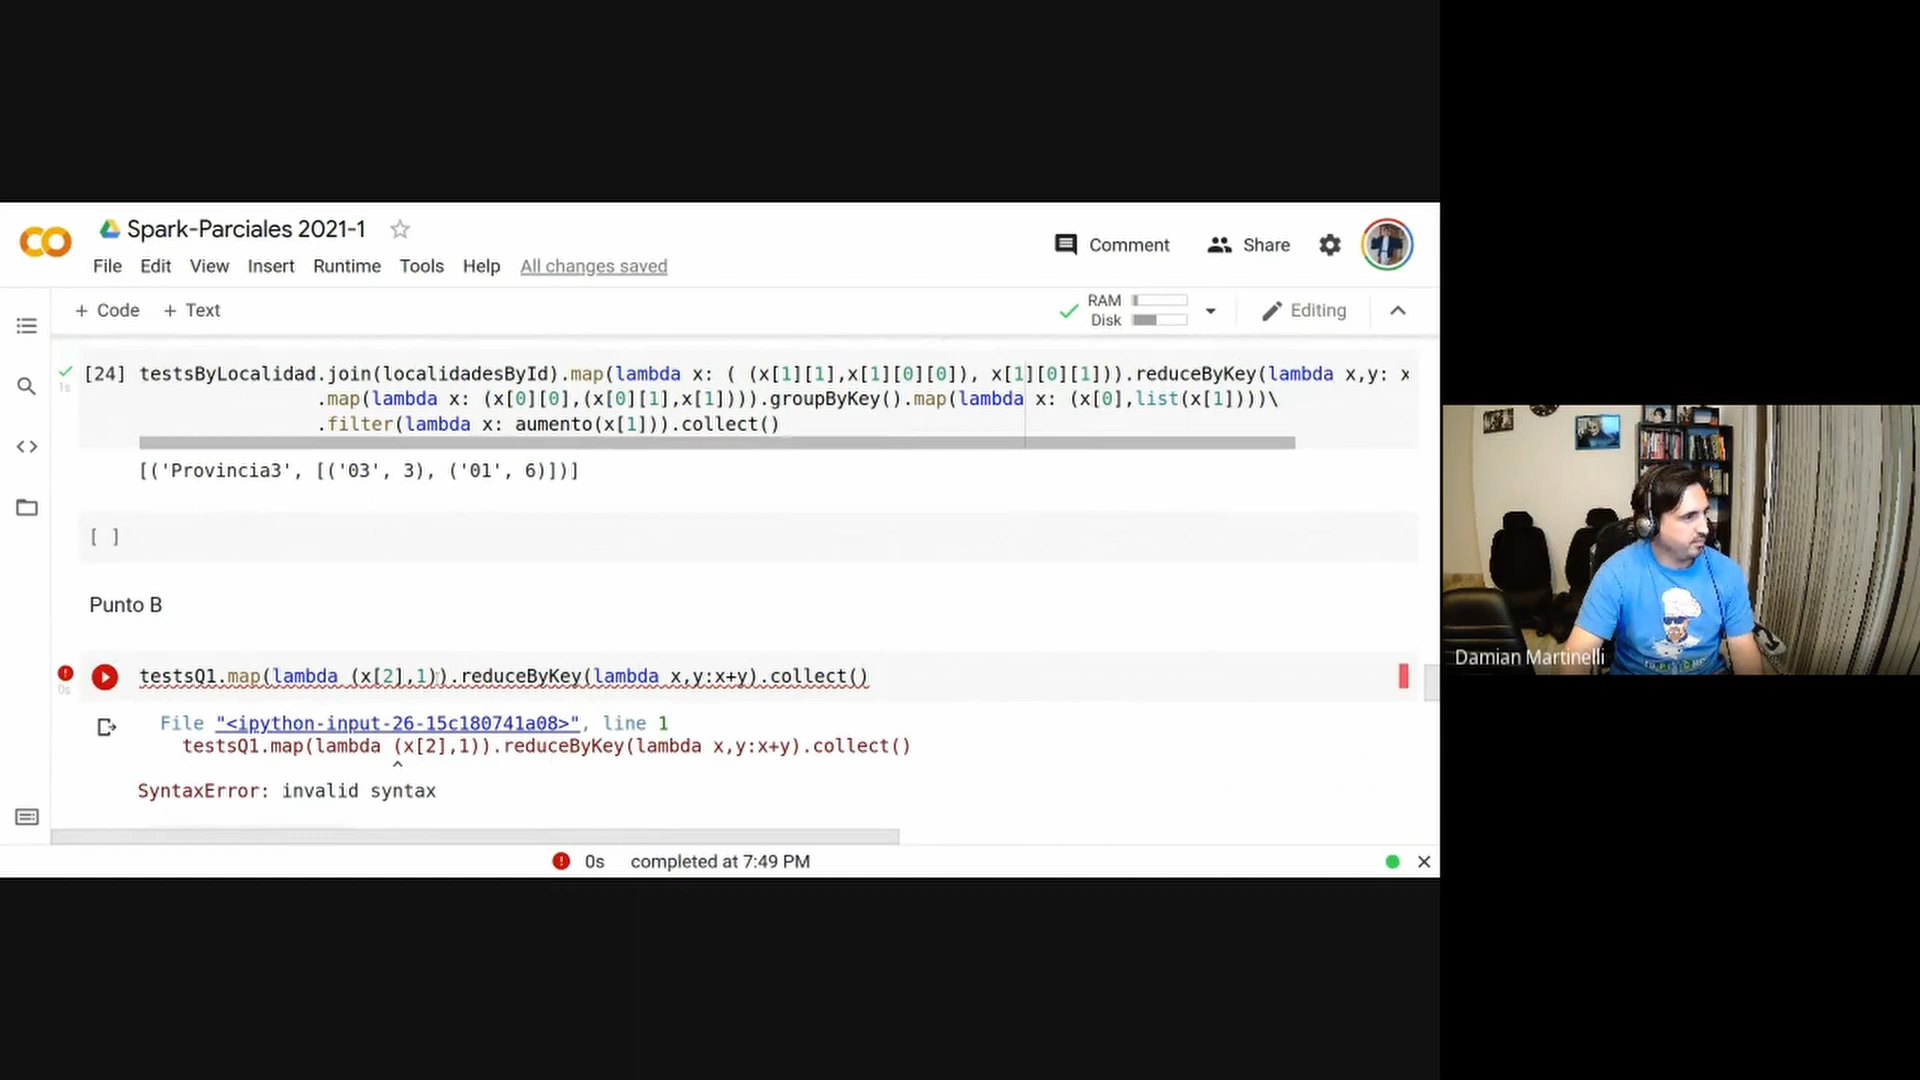 Spark-Parciales 2021-1
File Edit View Insert Runtime Tools Help All changes saved
Comment Share
+ Code + Text
RAM
Disk
Editing
[24] testsByLocalidad.join(localidadesById).map(lambda x: ( (x[1][1],x[1][0][0]), x[1][0][1])).reduceByKey(lambda x,y: x
.map(lambda x: (x[0][0],(x[0][1],x[1]))).groupByKey().map(lambda x: (x[0],list(x[1])))\
.filter(lambda x: aumento(x[1])).collect()
1s
[('Provincia3', [('03', 3), ('01', 6)])]
[ ]
Punto B
testsQ1.map(lambda (x[2],1)).reduceByKey(lambda x,y:x+y).collect()
0s
File "<ipython-input-26-15c180741a08>", line 1
testsQ1.map(lambda (x[2],1)).reduceByKey(lambda x,y:x+y).collect()
^
SyntaxError: invalid syntax
0s completed at 7:49 PM
Damian Martinelli